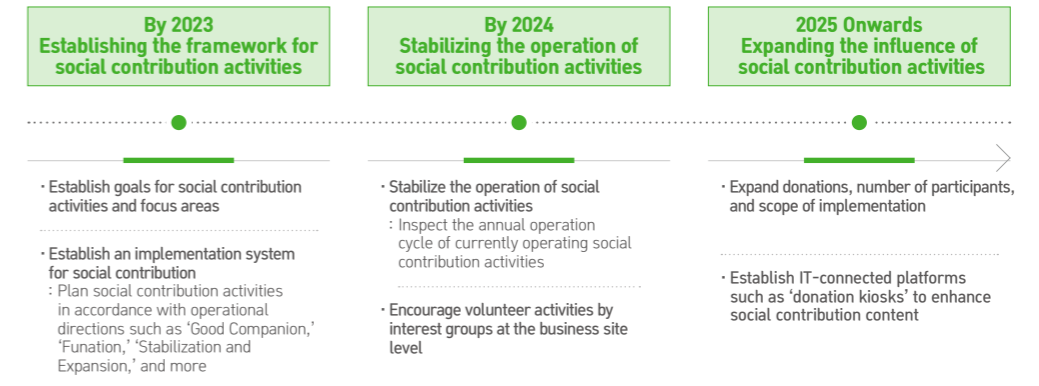 By 2023
Establishing the framework for
social contribution activities
By 2024
Stabilizing the operation of
social contribution activities
2025 Onwards
Expanding the influence of
social contribution activities
· Establish goals for social contribution
activities and focus areas
· Establish an implementation system
for social contribution
: Plan social contribution activities
in accordance with operational
directions such as ‘Good Companion,’
‘Funation,’ ‘Stabilization and
Expansion,’ and more
· Stabilize the operation of social
contribution activities
: Inspect the annual operation
cycle of currently operating social
contribution activities
· Encourage volunteer activities by
interest groups at the business site
level
· Expand donations, number of participants,
and scope of implementation
· Establish IT-connected platforms
such as ‘donation kiosks’ to enhance
social contribution content